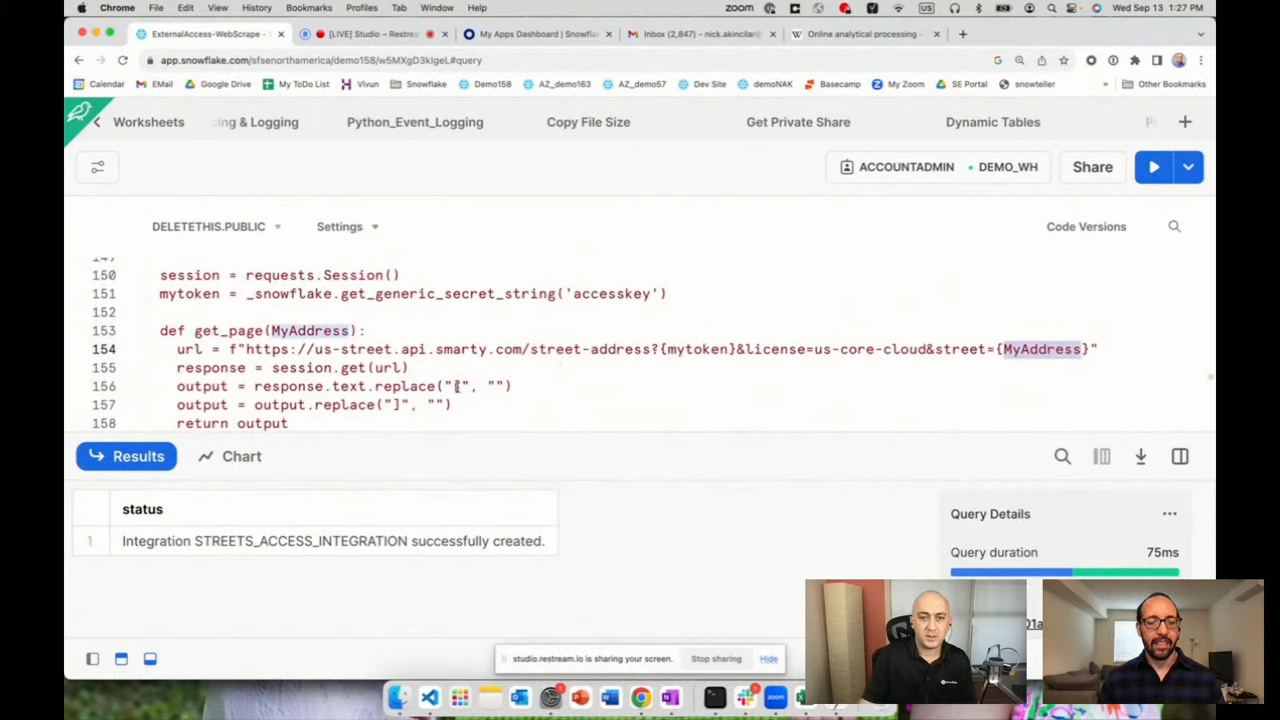 Chrome File Edit View History Bookmarks Profiles Tab Window Help zoom US Wed Sep 13 1:27 PM
ExternalAccess-WebScrape - [LIVE] Studio – Restrea My Apps Dashboard | Snowflak Inbox (2,847) - nick.akincilar@ Online analytical processing -
app.snowflake.com/sfsenorthamerica/demo158/w5MXgD3kIgeL#query
Calendar EMail Google Drive My ToDo List Vivun Snowflake Demo158 AZ_demo163 AZ_demo57 Dev Site demoNAK Basecamp My Zoom SE Portal snowteller Other Bookmarks
Worksheets cing & Logging Python_Event_Logging Copy File Size Get Private Share Dynamic Tables
ACCOUNTADMIN DEMO_WH Share
DELETETHIS.PUBLIC Settings Code Versions
150 session = requests.Session()
151 mytoken = _snowflake.get_generic_secret_string('accesskey')
152
153 def get_page(MyAddress):
154 url = f"https://us-street.api.smarty.com/street-address?{mytoken}&license=us-core-cloud&street={MyAddress}"
155 response = session.get(url)
156 output = response.text.replace("[", "")
157 output = output.replace("]", "")
158 return output
Results Chart
status
1 Integration STREETS_ACCESS_INTEGRATION successfully created.
Query Details
Query duration 75ms
01a
studio.restream.io is sharing your screen. Stop sharing Hide